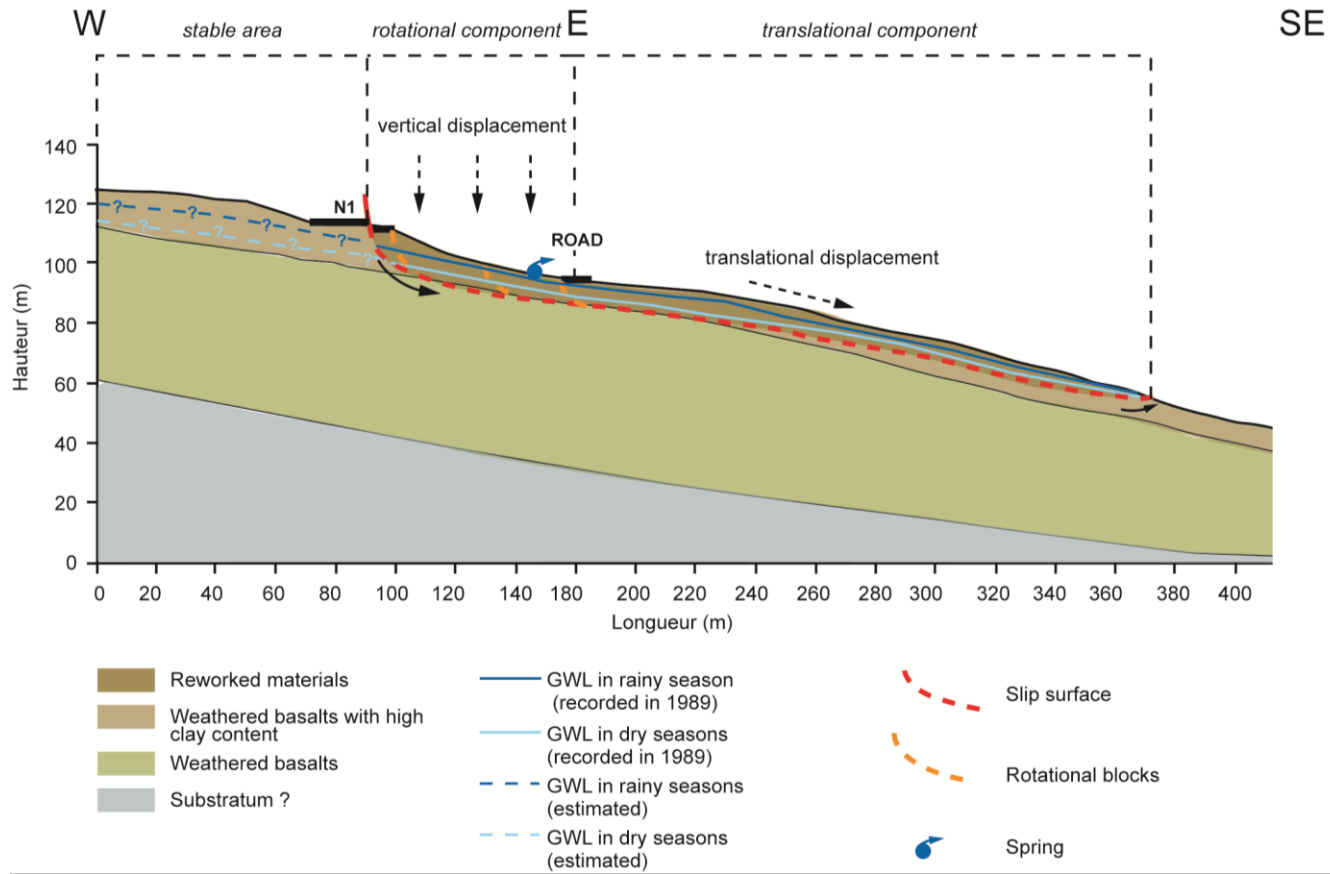 W E SE
stable area rotational component translational component
vertical displacement
140
120
100
80
60
40
20
0
Hauteur (m)
N1
ROAD
translational displacement
? ? ? ?
? ? ? ?
0 20 40 60 80 100 120 140 180 200 220 240 260 280 300 320 340 360 380 400
Longueur (m)
Reworked materials
Weathered basalts with high
clay content
Weathered basalts
Substratum ?
GWL in rainy season
(recorded in 1989)
GWL in dry seasons
(recorded in 1989)
GWL in rainy seasons
(estimated)
GWL in dry seasons
(estimated)
Slip surface
Rotational blocks
Spring